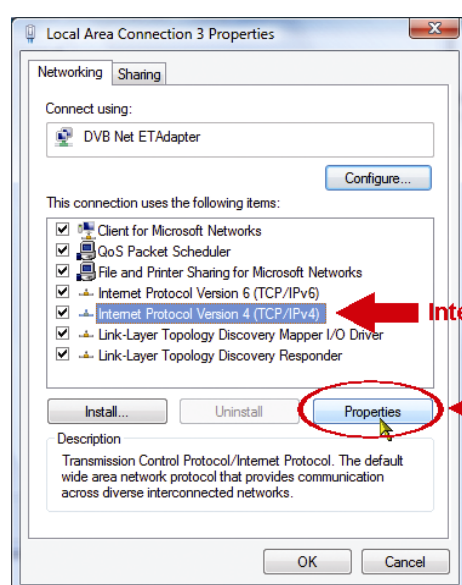 Local Area Connection 3 Properties
Networking Sharing
Connect using:
DVB Net ETAdapter
Configure...
This connection uses the following items:
Client for Microsoft Networks
QoS Packet Scheduler
File and Printer Sharing for Microsoft Networks
Internet Protocol Version 6 (TCP/IPv6)
Internet Protocol Version 4 (TCP/IPv4)
Link-Layer Topology Discovery Mapper I/O Driver
Link-Layer Topology Discovery Responder
Install... Uninstall Properties
Description
Transmission Control Protocol/Internet Protocol. The default
wide area network protocol that provides communication
across diverse interconnected networks.
OK Cancel